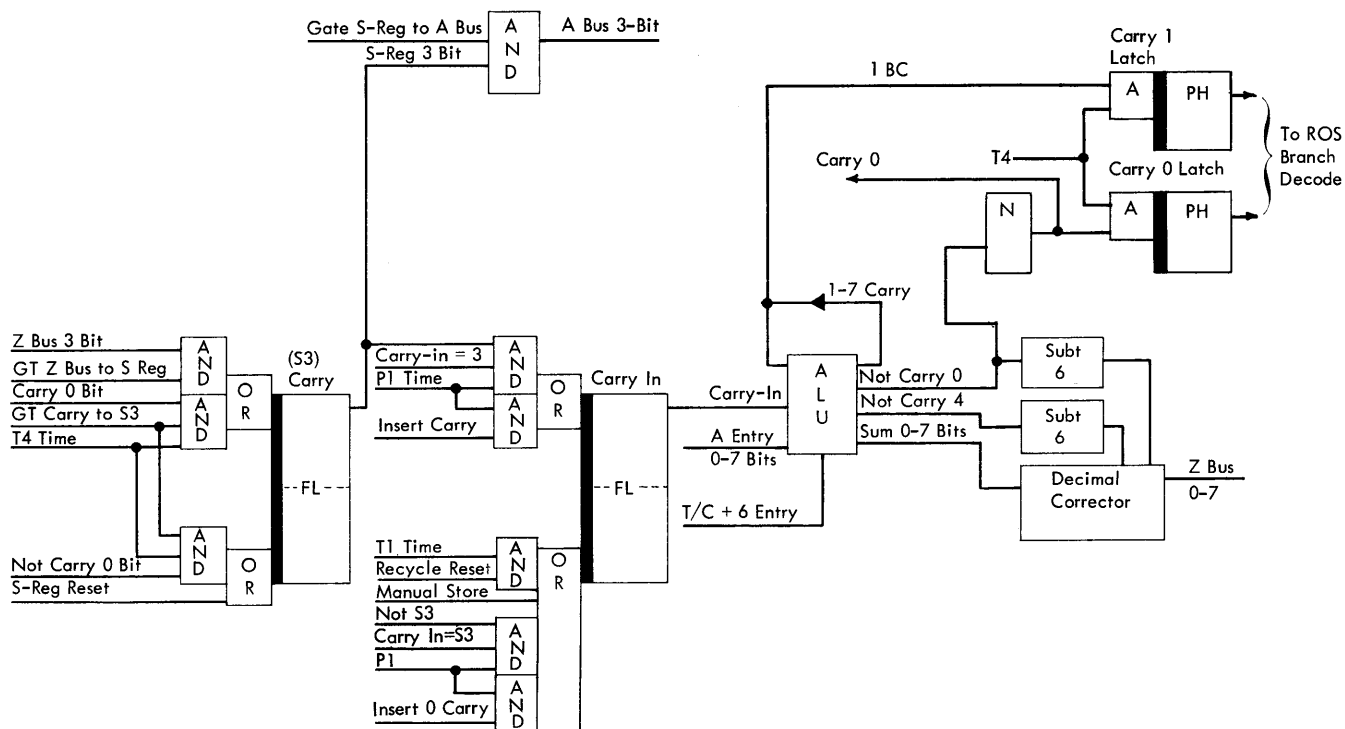 Gate S-Reg to A Bus
S-Reg 3 Bit
AND
A Bus 3-Bit
Carry 1
Latch
1 BC
A
PH
T4
Carry 0
Carry 0 Latch
A
PH
To ROS
Branch
Decode
N
1-7 Carry
Z Bus 3 Bit
GT Z Bus to S Reg
Carry 0 Bit
GT Carry to S3
T4 Time
AND
AND
OR
(S3)
Carry
FL
Not Carry 0 Bit
S-Reg Reset
AND
OR
Carry-in = 3
P1 Time
Insert Carry
AND
AND
OR
Carry In
FL
T1 Time
Recycle Reset
Manual Store
Not S3
Carry In=S3
P1
Insert 0 Carry
AND
AND
AND
OR
Carry-In
A Entry
0-7 Bits
T/C + 6 Entry
ALU
Not Carry 0
Not Carry 4
Sum 0-7 Bits
Subt
6
Subt
6
Decimal
Corrector
Z Bus
0-7